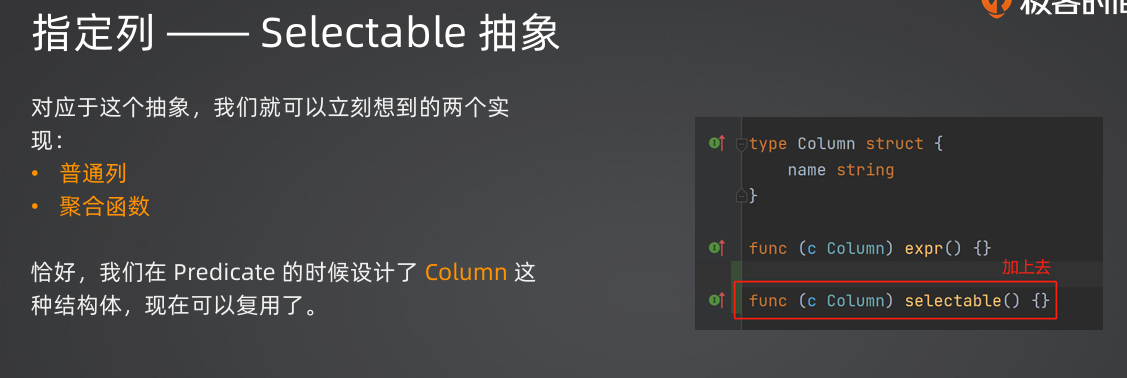 指定列 —— Selectable 抽象
对应于这个抽象，我们就可以立刻想到的两个实
现：
• 普通列
• 聚合函数
恰好，我们在 Predicate 的时候设计了 Column 这
种结构体，现在可以复用了。
type Column struct {
name string
}
func (c Column) expr() {}
加上去
func (c Column) selectable() {}